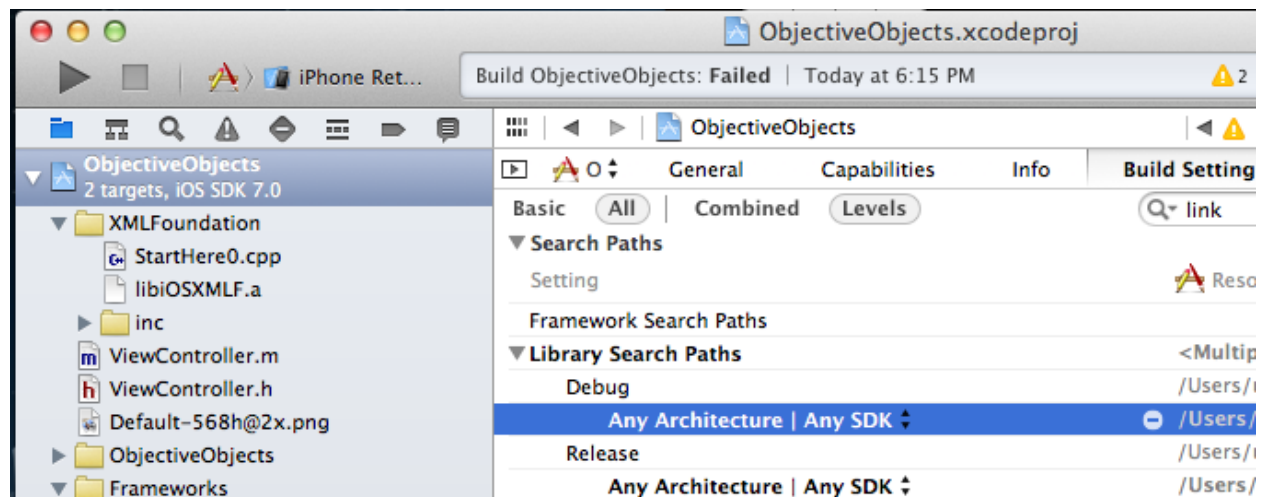 ObjectiveObjects.xcodeproj
iPhone Ret...
Build ObjectiveObjects: Failed | Today at 6:15 PM
2
ObjectiveObjects
2 targets, iOS SDK 7.0
XMLFoundation
StartHere0.cpp
libiOSXMLF.a
inc
ViewController.m
ViewController.h
Default-568h@2x.png
ObjectiveObjects
Frameworks
ObjectiveObjects
O General Capabilities Info Build Setting
Basic All | Combined Levels link
Search Paths
Setting Reso
Framework Search Paths
Library Search Paths <Multip
Debug /Users/
Any Architecture | Any SDK /Users/
Release /Users/
Any Architecture | Any SDK /Users/